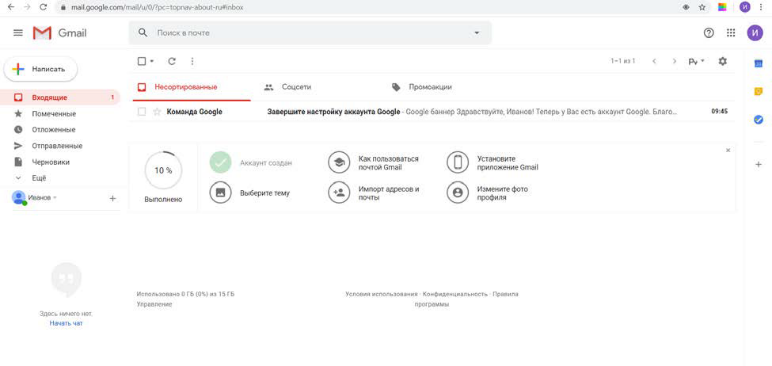 mail.google.com/mail/u/0/?pc=topnav-about-ru#inbox
И
Gmail
Поиск в почте
И
Написать
1–1 из 1
Ру
Несортированные
Соцсети
Промоакции
Входящие 1
Команда Google Завершите настройку аккаунта Google - Google баннер Здравствуйте, Иванов! Теперь у Вас есть аккаунт Google. Благо... 09:45
Помеченные
Отложенные
Отправленные
Черновики
Ещё
Иванов
10 %
Выполнено
Аккаунт создан
Как пользоваться
почтой Gmail
Установите
приложение Gmail
Выберите тему
Импорт адресов и
почты
Измените фото
профиля
Использовано 0 ГБ (0%) из 15 ГБ
Управление
Условия использования · Конфиденциальность · Правила
программы
Здесь ничего нет.
Начать чат